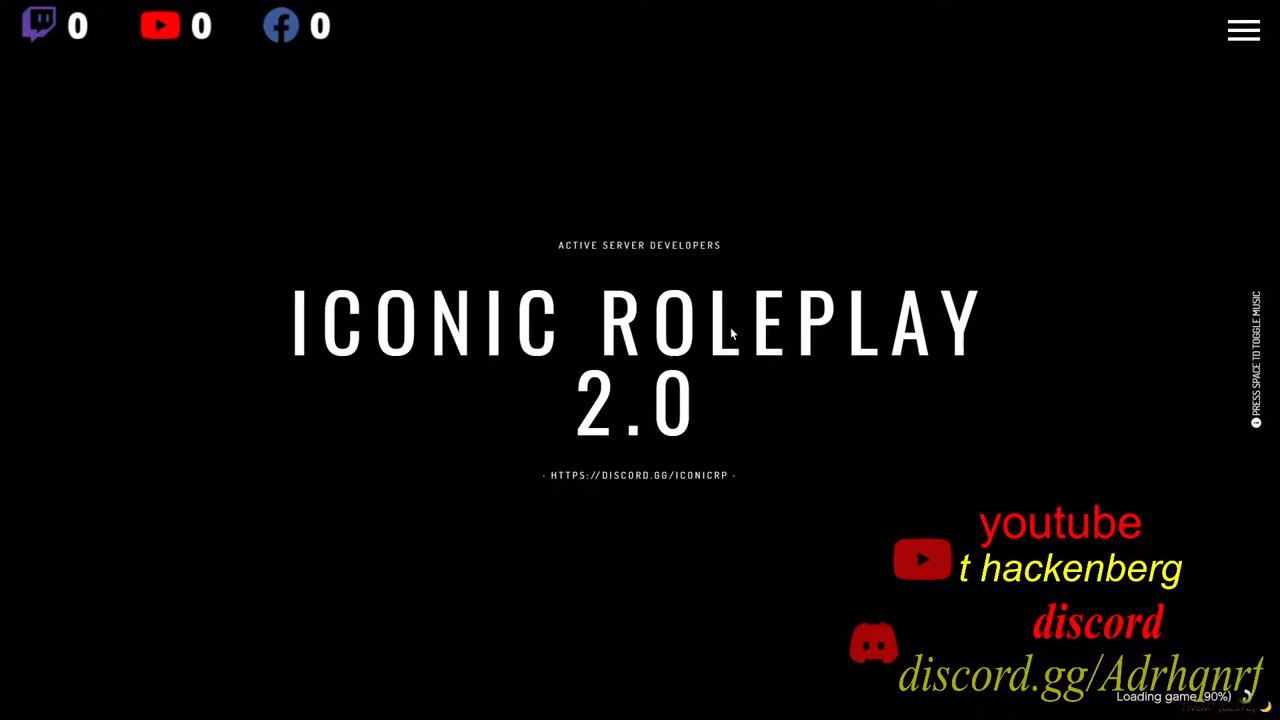 0 0 0
ACTIVE SERVER DEVELOPERS
ICONIC ROLEPLAY
2.0
· HTTPS://DISCORD.GG/ICONICRP ·
PRESS SPACE TO TOGGLE MUSIC
youtube
t hackenberg
discord
discord.gg/Adrhqnrf
Loading game (90%)